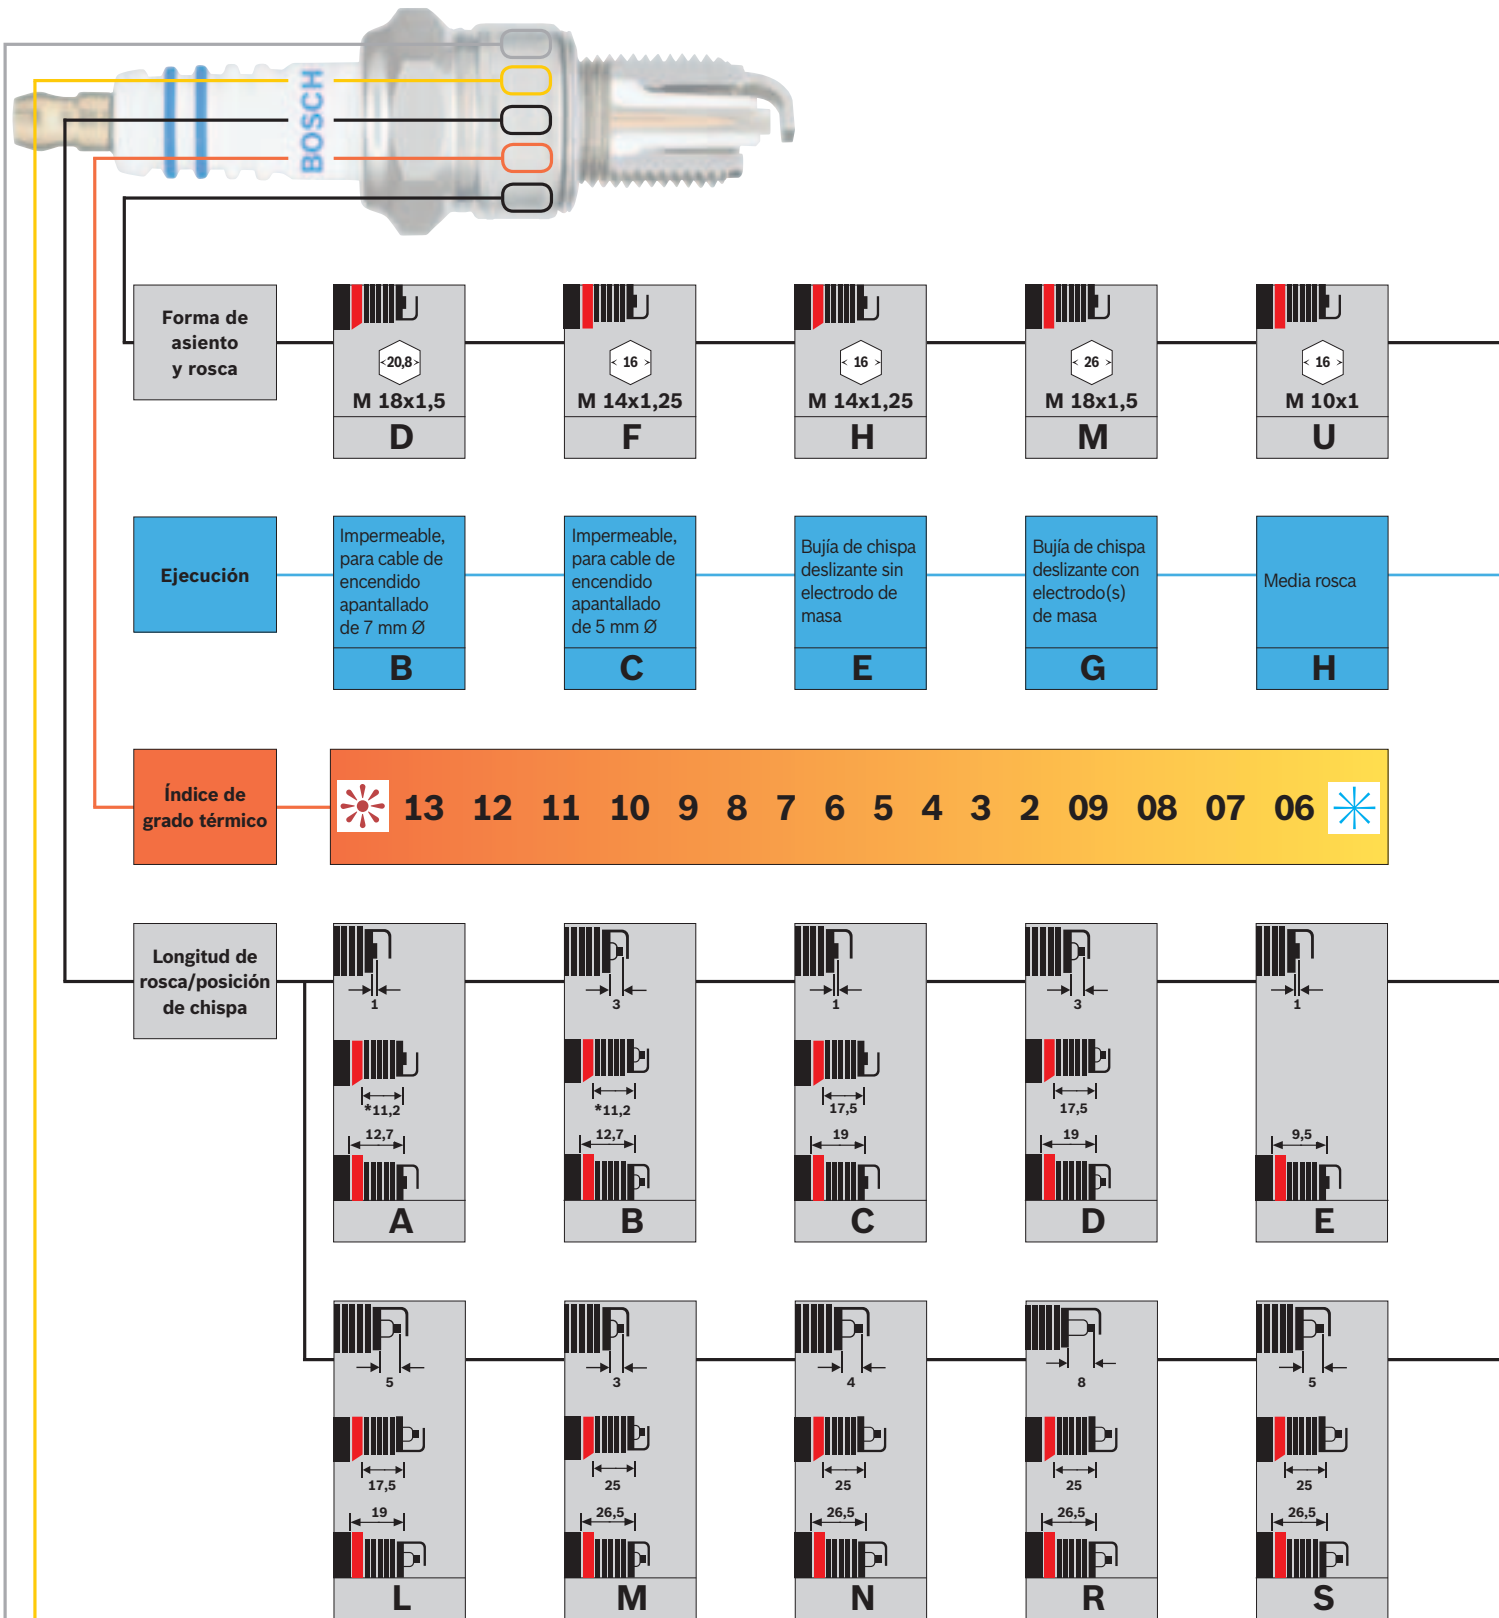 BOSCH
Forma de
asiento
y rosca
<20,8>
M 18x1,5
D
< 16 >
M 14x1,25
F
< 16 >
M 14x1,25
H
< 26 >
M 18x1,5
M
< 16 >
M 10x1
U
Ejecución
Impermeable,
para cable de
encendido
apantallado
de 7 mm Ø
B
Impermeable,
para cable de
encendido
apantallado
de 5 mm Ø
C
Bujía de chispa
deslizante sin
electrodo de
masa
E
Bujía de chispa
deslizante con
electrodo(s)
de masa
G
Media rosca
H
Índice de
grado térmico
13 12 11 10 9 8 7 6 5 4 3 2 09 08 07 06
Longitud de
rosca/posición
de chispa
1
*11,2
12,7
A
3
*11,2
12,7
B
1
17,5
19
C
3
17,5
19
D
1
9,5
E
5
17,5
19
L
3
25
26,5
M
4
25
26,5
N
8
25
26,5
R
5
25
26,5
S